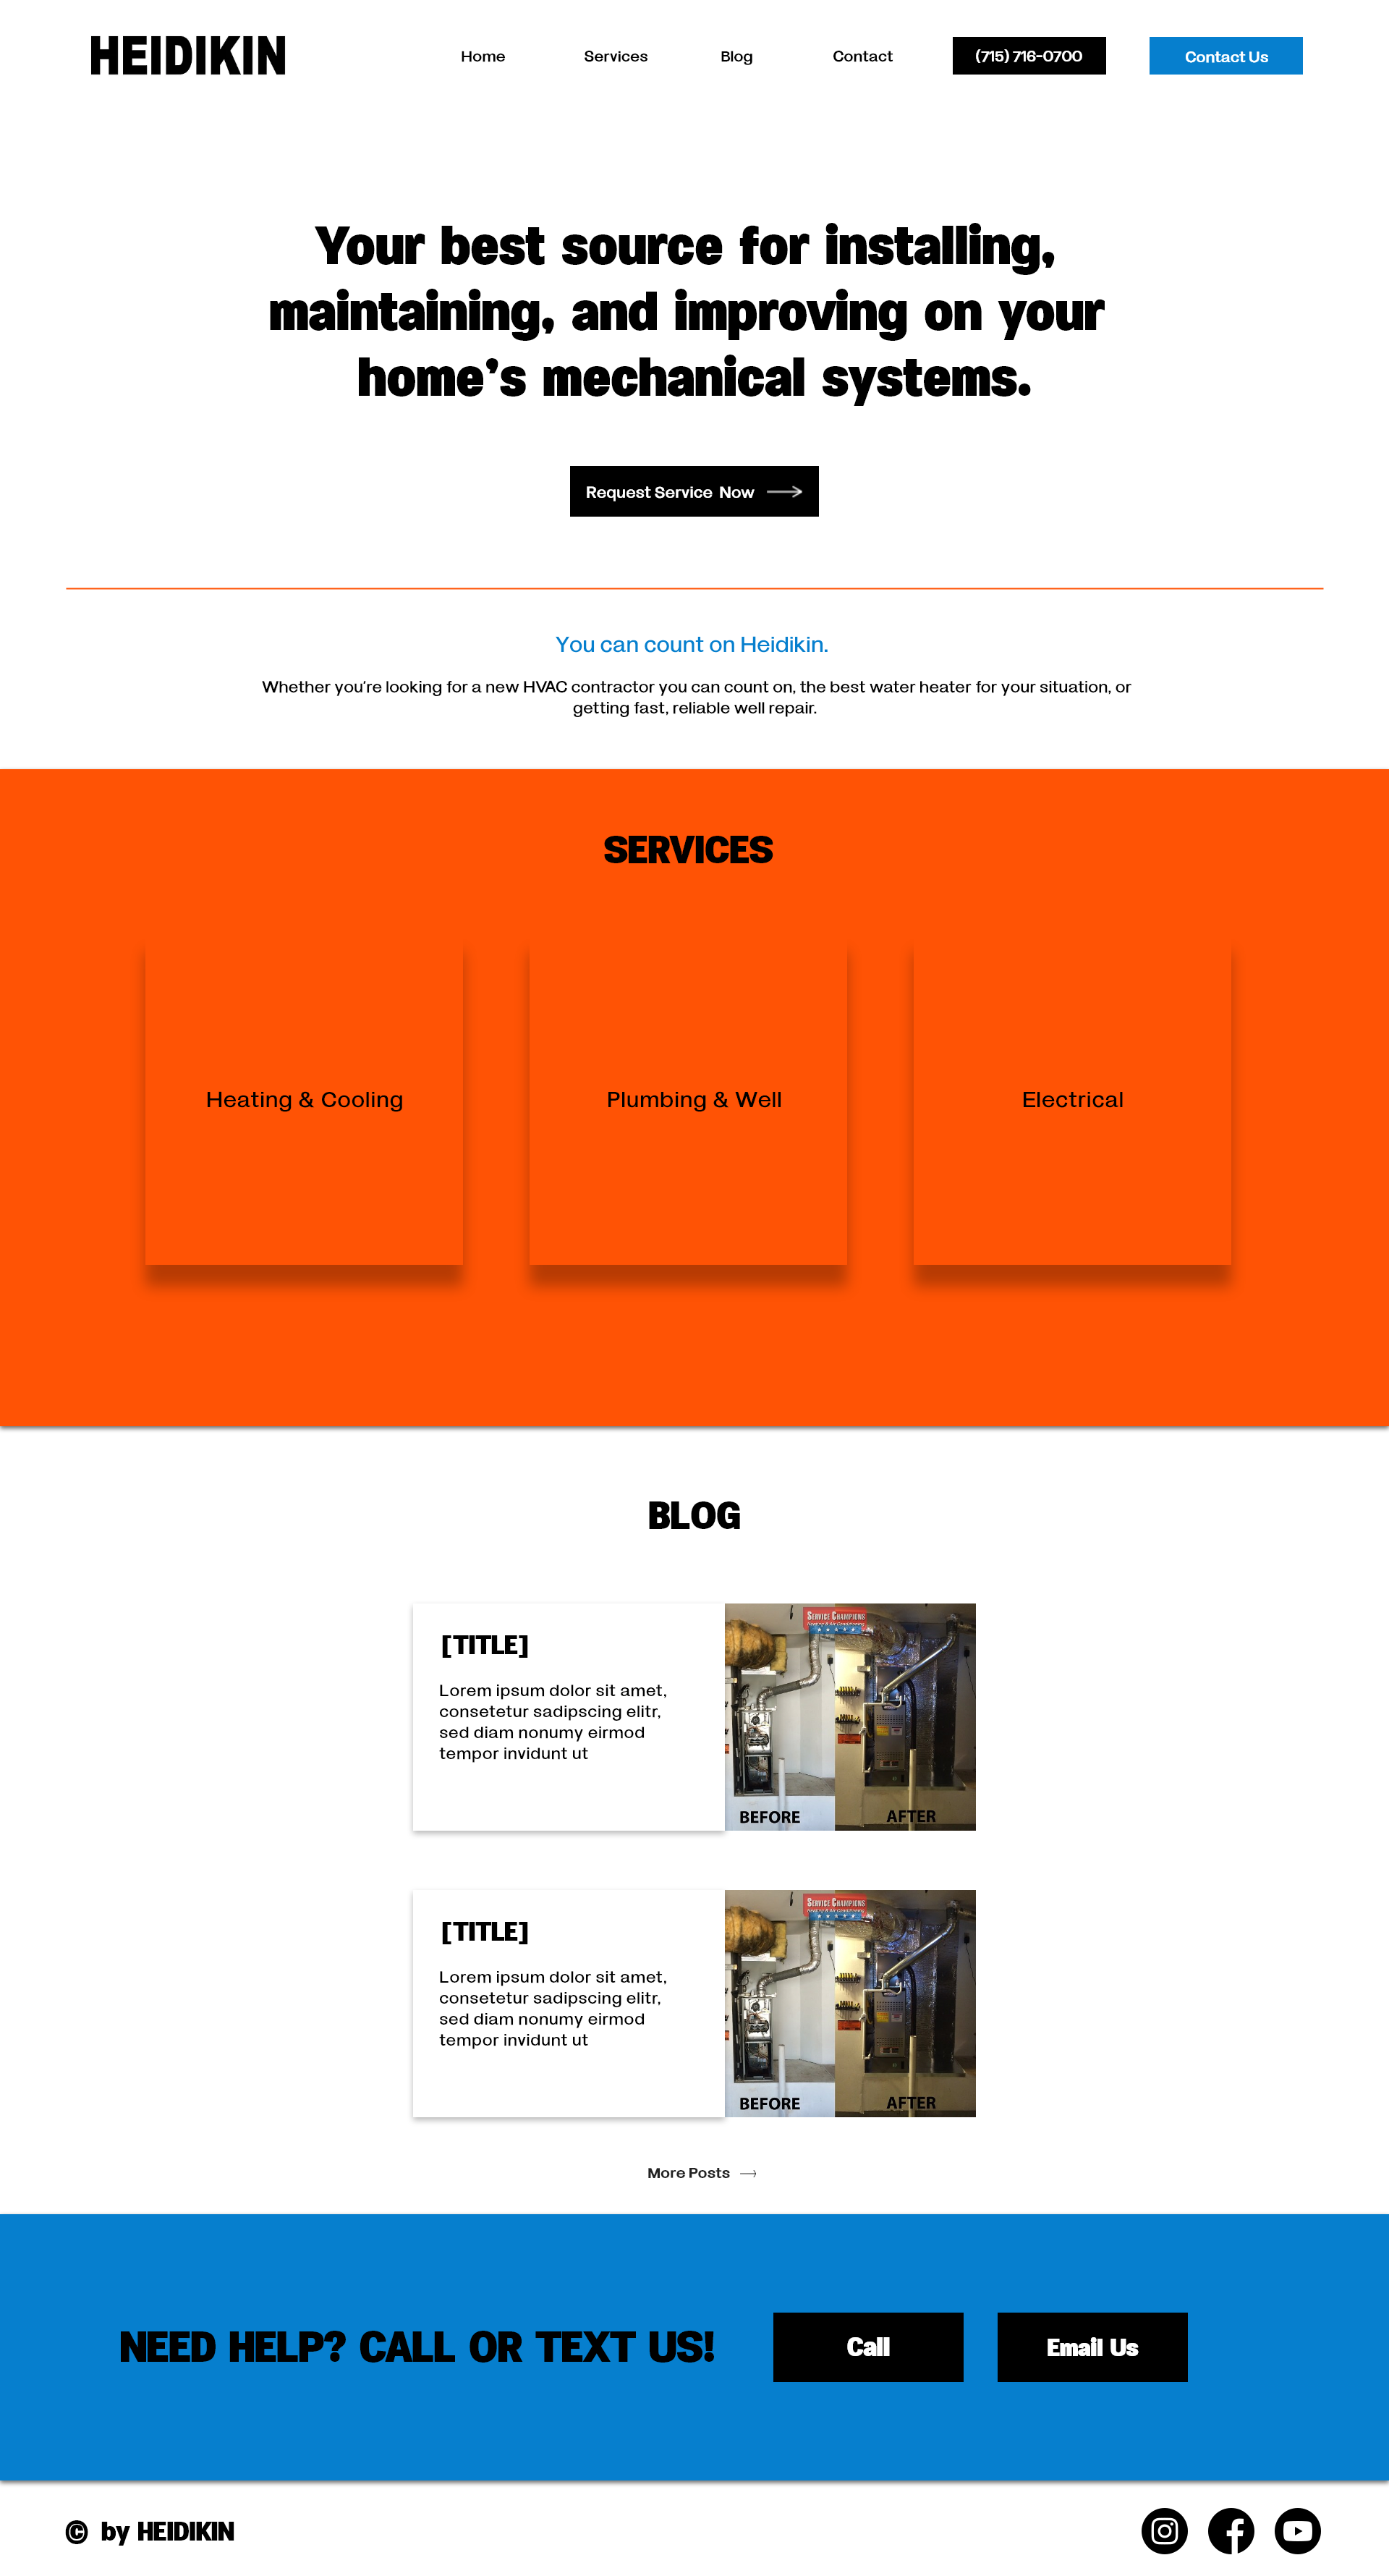 HEIDIKIN
Home Services Blog Contact (715) 716-0700 Contact Us
Your best source for installing,
maintaining, and improving on your
home’s mechanical systems.
Request Service Now
You can count on Heidikin.
Whether you're looking for a new HVAC contractor you can count on, the best water heater for your situation, or
getting fast, reliable well repair.
SERVICES
Heating & Cooling
Plumbing & Well
Electrical
BLOG
[TITLE]
Lorem ipsum dolor sit amet,
consetetur sadipscing elitr,
sed diam nonumy eirmod
tempor invidunt ut
SERVICE CHAMPIONS
Heating & Air Conditioning
BEFORE AFTER
[TITLE]
Lorem ipsum dolor sit amet,
consetetur sadipscing elitr,
sed diam nonumy eirmod
tempor invidunt ut
SERVICE CHAMPIONS
Heating & Air Conditioning
BEFORE AFTER
More Posts
NEED HELP? CALL OR TEXT US!
Call
Email Us
© by HEIDIKIN